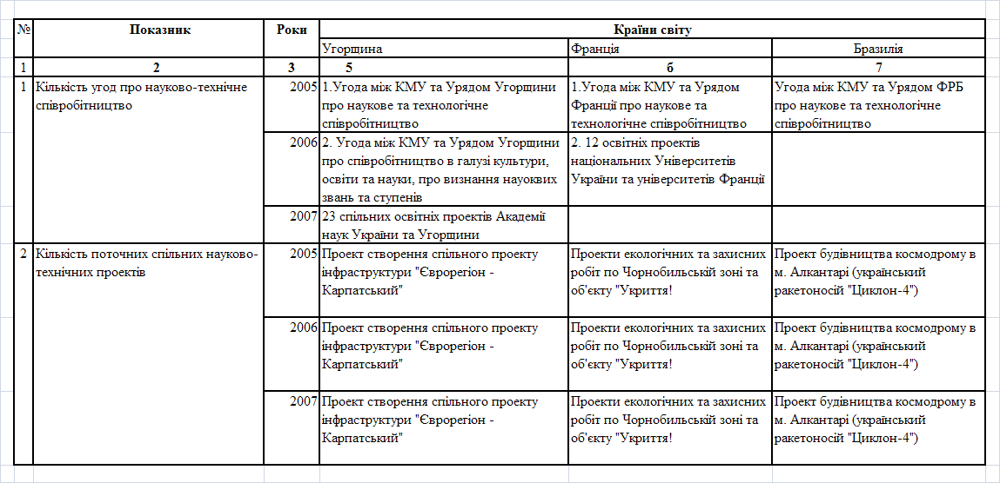 № Показник Роки Країни світу
Угорщина Франція Бразилія
1 2 3 5 6 7
1 Кількість угод про науково-технічне співробітництво
2005 1.Угода між КМУ та Урядом Угорщини
про наукове та технологічне
співробітництво
1.Угода між КМУ та Урядом
Франції про наукове та
технологічне співробітництво
Угода між КМУ та Урядом ФРБ
про наукове та технологічне
співробітництво
2006 2. Угода між КМУ та Урядом Угорщини
про співробітництво в галузі культури,
освіти та науки, про визнання науоквих
звань та ступенів
2. 12 освітніх проектів
національних Університетів
України та університетів Франції
2007 23 спільних освітніх проектів Академії
наук України та Угорщини
2 Кількість поточних спільних науково-
технічних проектів
2005 Проект створення спільного проекту
інфраструктури "Єврорегіон -
Карпатський"
Проекти екологічних та захисних
робіт по Чорнобильській зоні та
об'єкту "Укриття!
Проект будівництва космодрому в
м. Алкантарі (український
ракетоносій "Циклон-4")
2006 Проект створення спільного проекту
інфраструктури "Єврорегіон -
Карпатський"
Проекти екологічних та захисних
робіт по Чорнобильській зоні та
об'єкту "Укриття!
Проект будівництва космодрому в
м. Алкантарі (український
ракетоносій "Циклон-4")
2007 Проект створення спільного проекту
інфраструктури "Єврорегіон -
Карпатський"
Проекти екологічних та захисних
робіт по Чорнобильській зоні та
об'єкту "Укриття!
Проект будівництва космодрому в
м. Алкантарі (український
ракетоносій "Циклон-4")